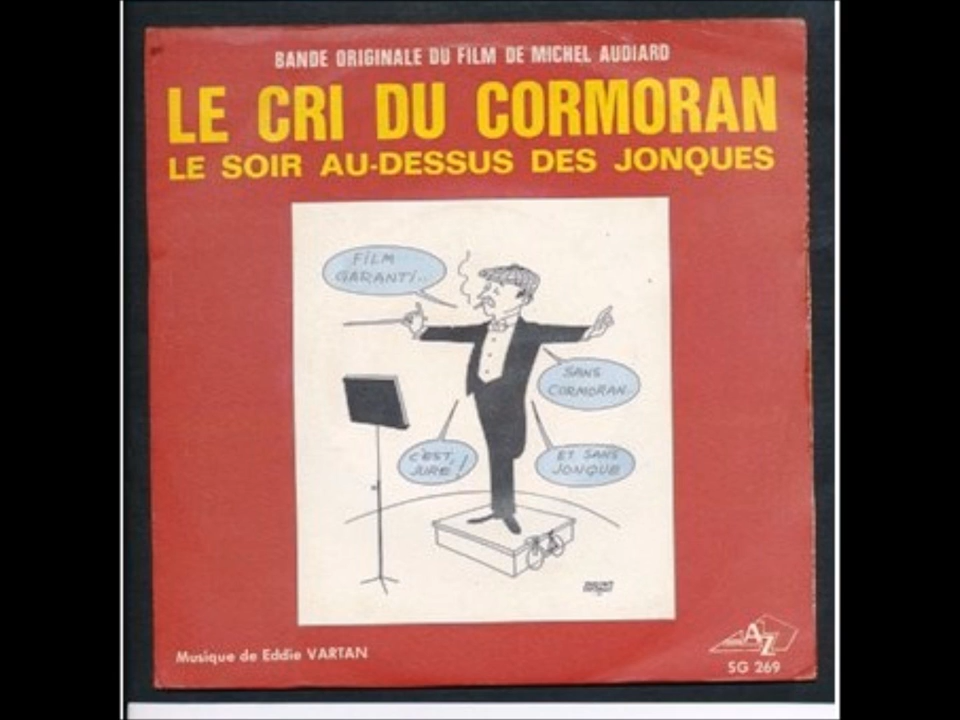 BANDE ORIGINALE DU FILM DE MICHEL AUDIARD
LE CRI DU CORMORAN
LE SOIR AU-DESSUS DES JONQUES
FILM
GARANTI..
SANS
CORMORAN..
C'EST,
JURÉ!
ET SANS
JONQUE
Musique de Eddie VARTAN
AZ
SG 269